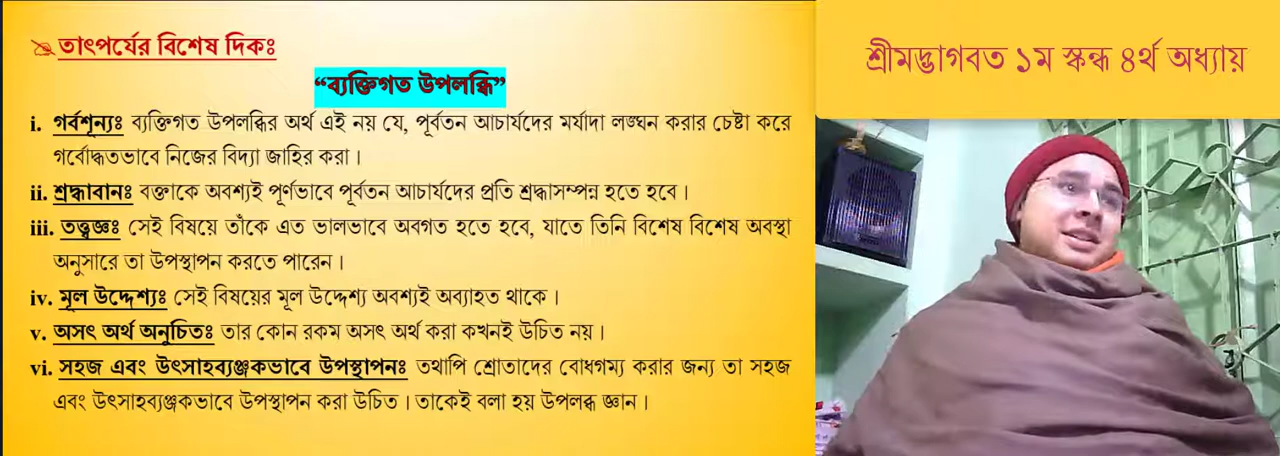 তাৎপর্যের বিশেষ দিকঃ
“ব্যক্তিগত উপলব্ধি”
i. গর্বশূন্যঃ ব্যক্তিগত উপলব্ধির অর্থ এই নয় যে, পূর্বতন আচার্যদের মর্যাদা লঙ্ঘন করার চেষ্টা করে
গর্বোদ্ধতভাবে নিজের বিদ্যা জাহির করা।
ii. শ্রদ্ধাবানঃ বক্তাকে অবশ্যই পূর্ণভাবে পূর্বতন আচার্যদের প্রতি শ্রদ্ধাসম্পন্ন হতে হবে।
iii. তত্ত্বজ্ঞঃ সেই বিষয়ে তাঁকে এত ভালভাবে অবগত হতে হবে, যাতে তিনি বিশেষ বিশেষ অবস্থা
অনুসারে তা উপস্থাপন করতে পারেন।
iv. মূল উদ্দেশ্যঃ সেই বিষয়ের মূল উদ্দেশ্য অবশ্যই অব্যাহত থাকে।
v. অসৎ অর্থ অনুচিতঃ তার কোন রকম অসৎ অর্থ করা কখনই উচিত নয়।
vi. সহজ এবং উৎসাহব্যঞ্জকভাবে উপস্থাপনঃ তথাপি শ্রোতাদের বোধগম্য করার জন্য তা সহজ
এবং উৎসাহব্যঞ্জকভাবে উপস্থাপন করা উচিত। তাকেই বলা হয় উপলব্ধ জ্ঞান।
শ্রীমদ্ভাগবত ১ম স্কন্ধ ৪র্থ অধ্যায়